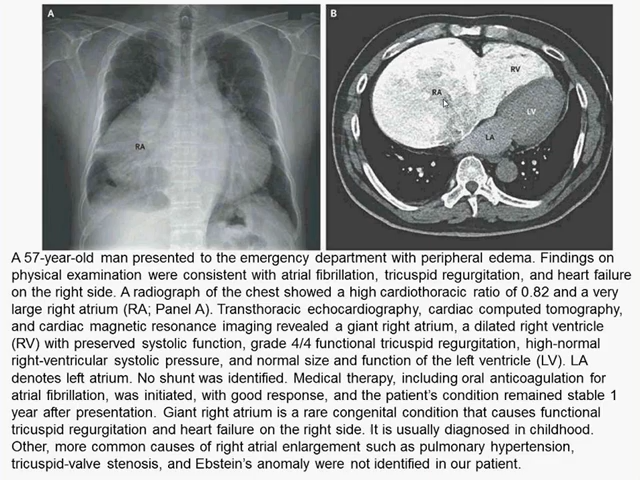 A
B
RA
RA
RV
LV
LA
A 57-year-old man presented to the emergency department with peripheral edema. Findings on
physical examination were consistent with atrial fibrillation, tricuspid regurgitation, and heart failure
on the right side. A radiograph of the chest showed a high cardiothoracic ratio of 0.82 and a very
large right atrium (RA; Panel A). Transthoracic echocardiography, cardiac computed tomography,
and cardiac magnetic resonance imaging revealed a giant right atrium, a dilated right ventricle
(RV) with preserved systolic function, grade 4/4 functional tricuspid regurgitation, high-normal
right-ventricular systolic pressure, and normal size and function of the left ventricle (LV). LA
denotes left atrium. No shunt was identified. Medical therapy, including oral anticoagulation for
atrial fibrillation, was initiated, with good response, and the patient's condition remained stable 1
year after presentation. Giant right atrium is a rare congenital condition that causes functional
tricuspid regurgitation and heart failure on the right side. It is usually diagnosed in childhood.
Other, more common causes of right atrial enlargement such as pulmonary hypertension,
tricuspid-valve stenosis, and Ebstein's anomaly were not identified in our patient.